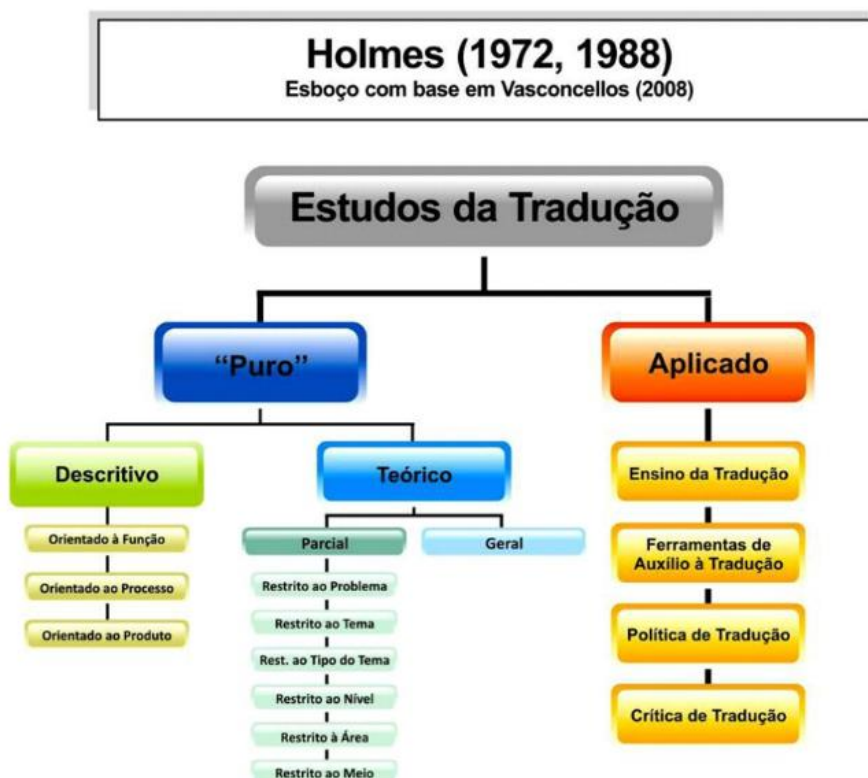 Holmes (1972, 1988)
Esboço com base em Vasconcellos (2008)
Estudos da Tradução
“Puro”
Aplicado
Descritivo
Teórico
Orientado à Função
Orientado ao Processo
Orientado ao Produto
Parcial
Geral
Restrito ao Problema
Restrito ao Tema
Rest. ao Tipo do Tema
Restrito ao Nível
Restrito à Área
Restrito ao Meio
Ensino da Tradução
Ferramentas de
Auxílio à Tradução
Política de Tradução
Crítica de Tradução